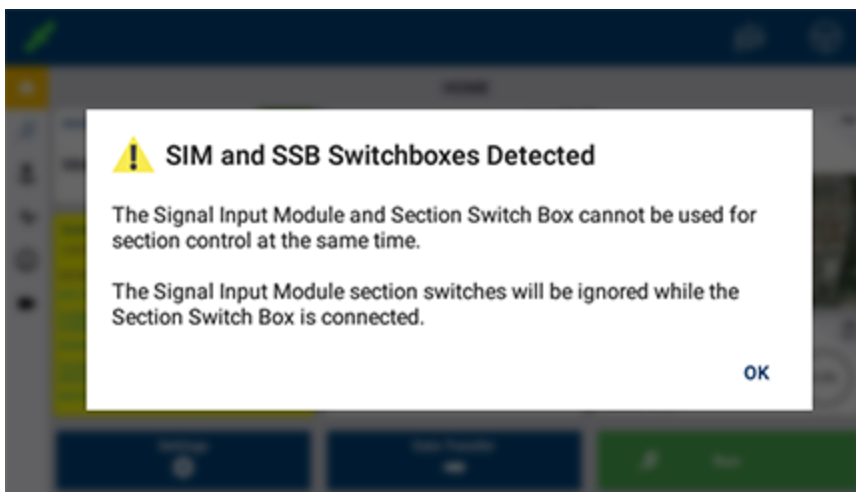 SIM and SSB Switchboxes Detected
The Signal Input Module and Section Switch Box cannot be used for
section control at the same time.
The Signal Input Module section switches will be ignored while the
Section Switch Box is connected.
OK